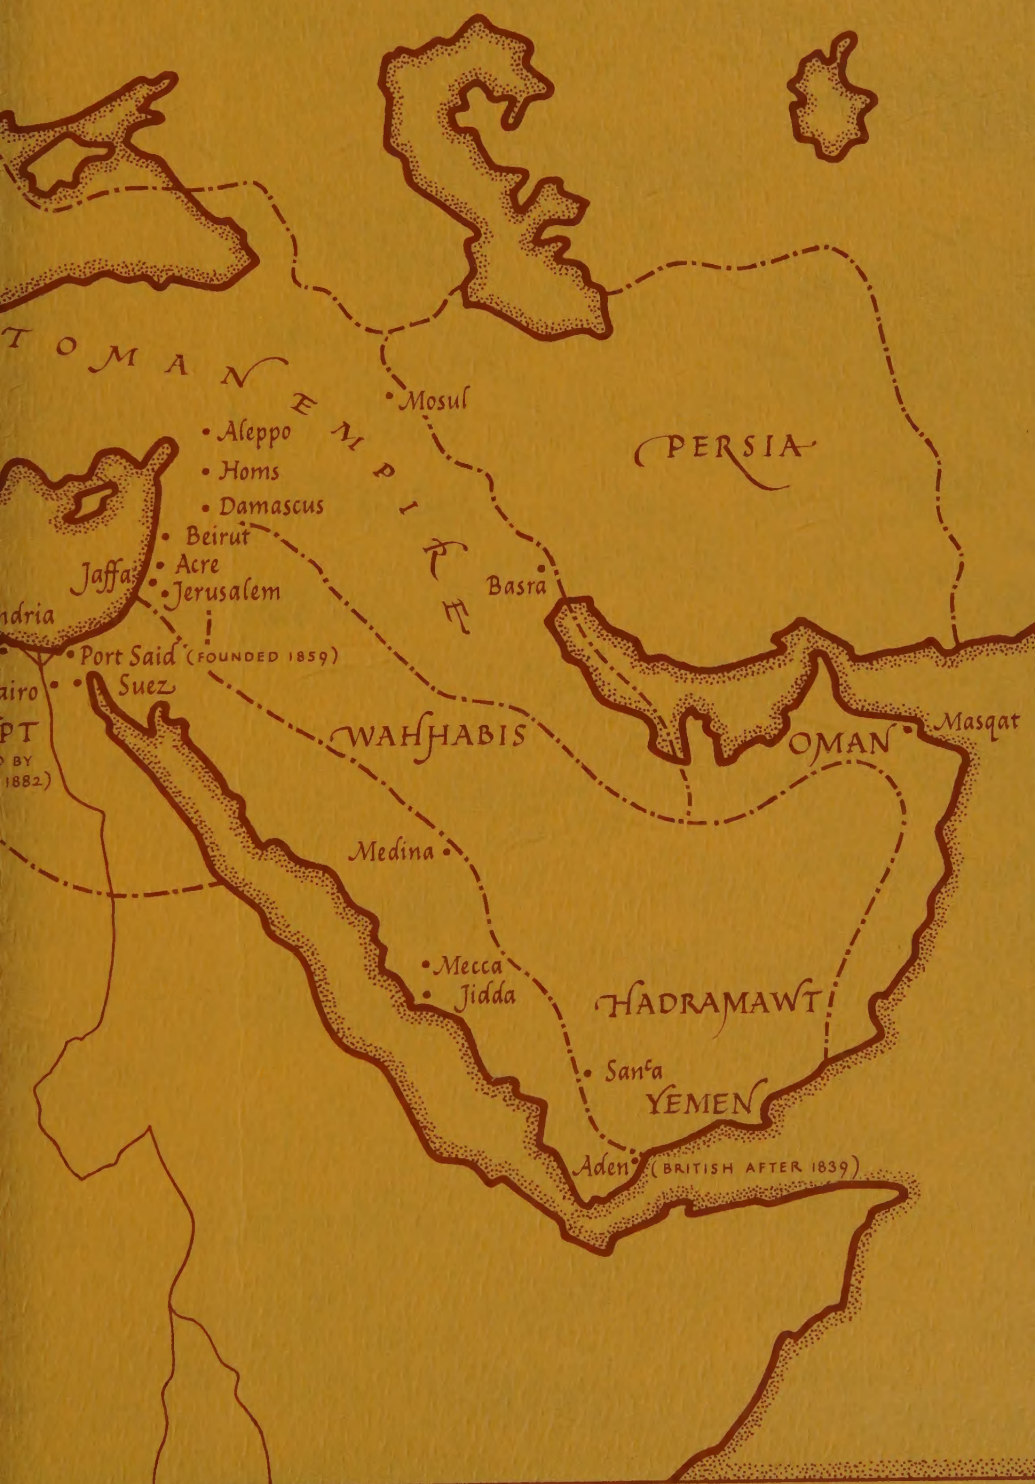 TOMAN EMPIRE
Mosul
Aleppo
PERSIA
Homs
Damascus
Beirut
Acre
Jaffa
Basra
Jerusalem
ndria
Port Said (FOUNDED 1859)
airo
Suez
PT
D BY
1882)
WAHHABIS
Masqat
OMAN
Medina
Mecca
Jidda
HADRAMAWT
Sanʿa
YEMEN
Aden (BRITISH AFTER 1839)